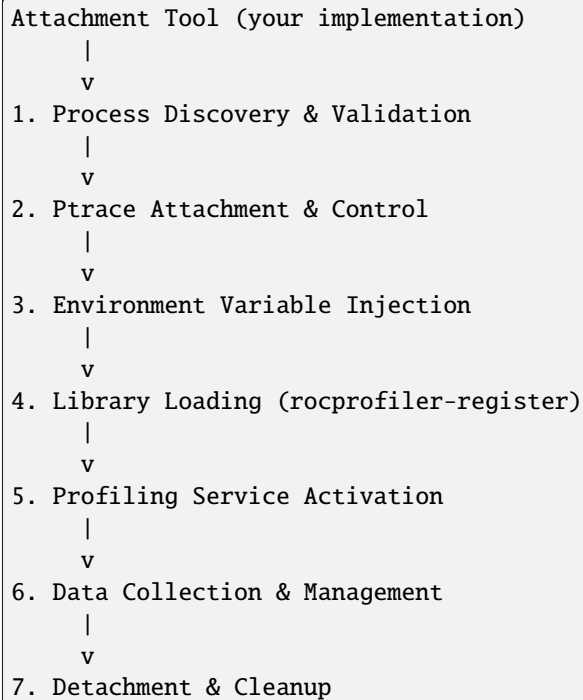 Attachment Tool (your implementation)
|
v
1. Process Discovery & Validation
|
v
2. Ptrace Attachment & Control
|
v
3. Environment Variable Injection
|
v
4. Library Loading (rocprofiler-register)
|
v
5. Profiling Service Activation
|
v
6. Data Collection & Management
|
v
7. Detachment & Cleanup